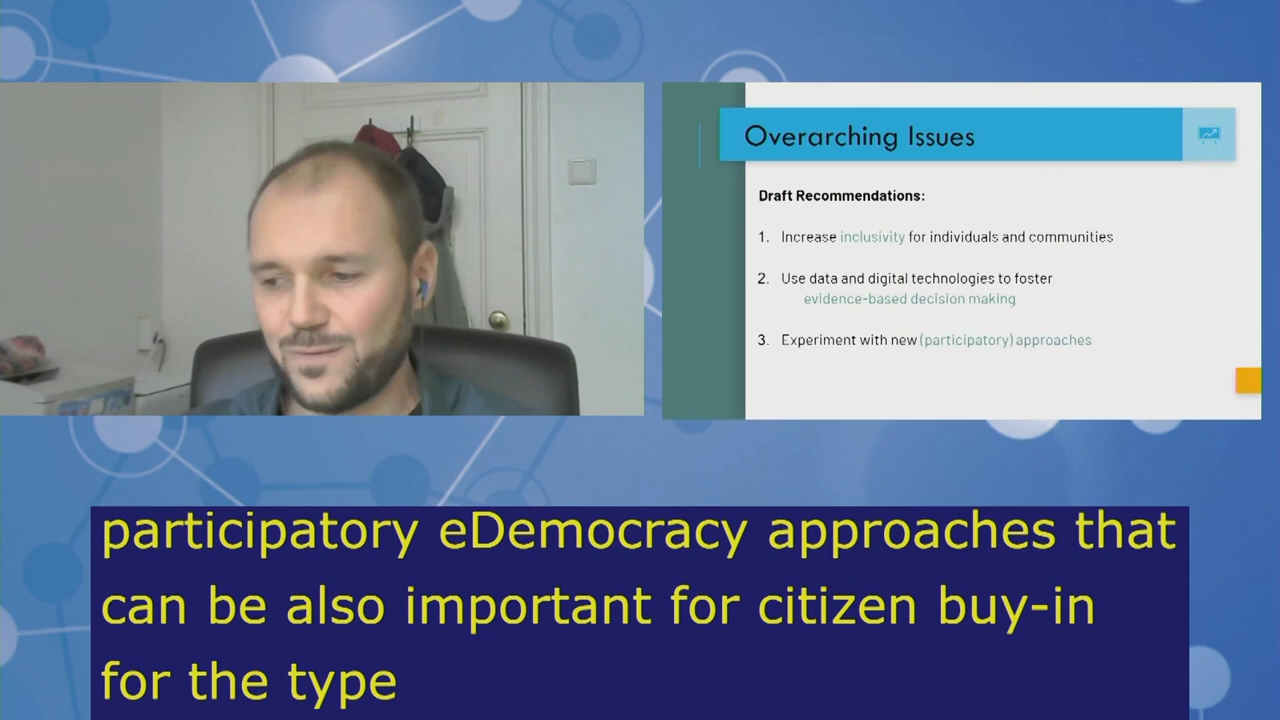 Overarching Issues
Draft Recommendations:
1. Increase inclusivity for individuals and communities
2. Use data and digital technologies to foster
evidence-based decision making
3. Experiment with new (participatory) approaches
participatory eDemocracy approaches that
can be also important for citizen buy-in
for the type